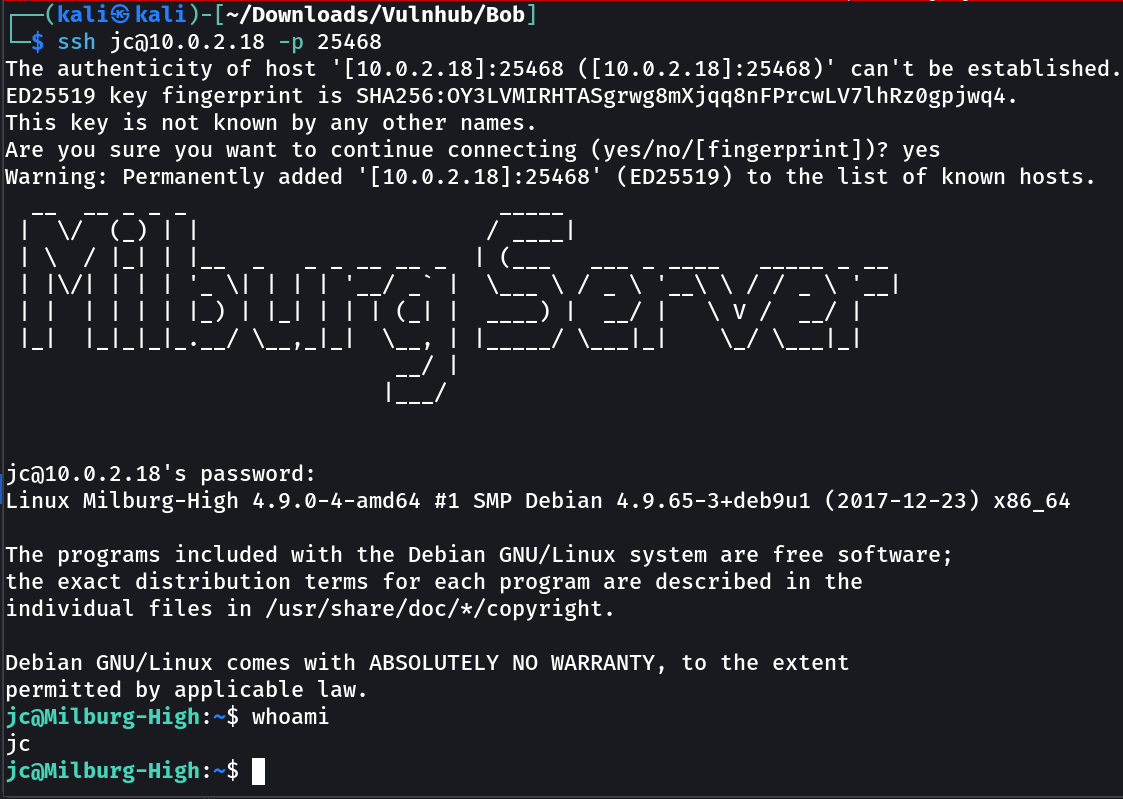 ┌──(kali㉿kali)-[~/Downloads/Vulnhub/Bob]
└─$ ssh jc@10.0.2.18 -p 25468
The authenticity of host '[10.0.2.18]:25468 ([10.0.2.18]:25468)' can't be established.
ED25519 key fingerprint is SHA256:OY3LVMIRHTASgrwg8mXjqq8nFPrcwLV7lhRz0gpjwq4.
This key is not known by any other names.
Are you sure you want to continue connecting (yes/no/[fingerprint])? yes
Warning: Permanently added '[10.0.2.18]:25468' (ED25519) to the list of known hosts.
Milburg Server
jc@10.0.2.18's password:
Linux Milburg-High 4.9.0-4-amd64 #1 SMP Debian 4.9.65-3+deb9u1 (2017-12-23) x86_64
The programs included with the Debian GNU/Linux system are free software;
the exact distribution terms for each program are described in the
individual files in /usr/share/doc/*/copyright.
Debian GNU/Linux comes with ABSOLUTELY NO WARRANTY, to the extent
permitted by applicable law.
jc@Milburg-High:~$ whoami
jc
jc@Milburg-High:~$